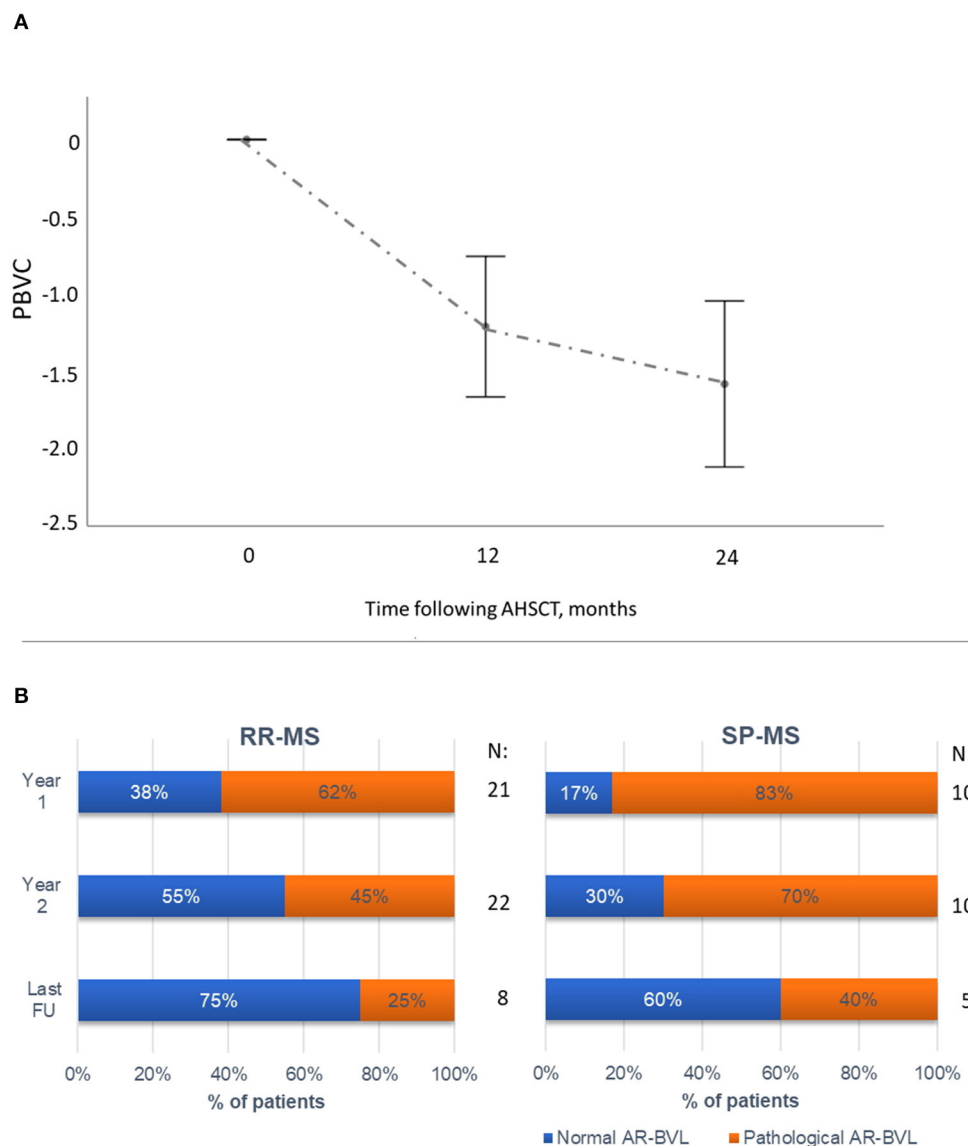 A
0
-0.5
-1.0
-1.5
-2.0
-2.5
PBVC
0 12 24
Time following AHSCT, months
B
RR-MS
N:
SP-MS
N
Year
1
38% 62%
21
17% 83%
10
Year
2
55% 45%
22
30% 70%
10
Last
FU
75% 25%
8
60% 40%
5
0% 20% 40% 60% 80% 100%
0% 20% 40% 60% 80% 100%
% of patients
% of patients
Normal AR-BVL Pathological AR-BVL